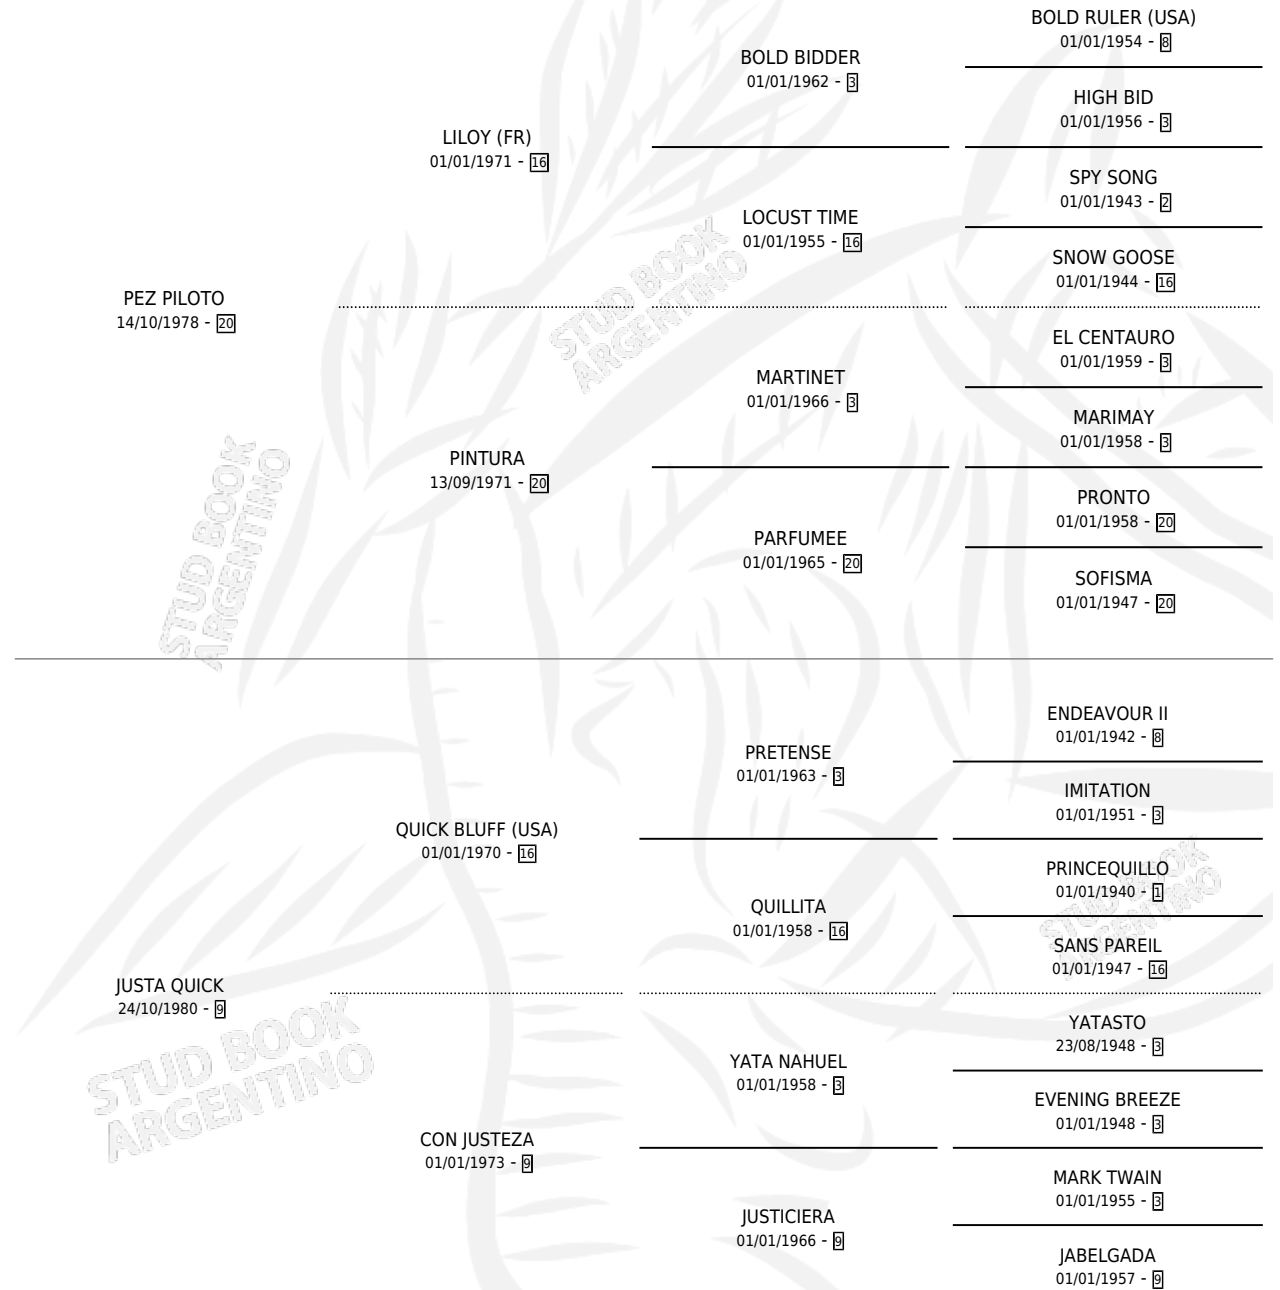 BOLD RULER (USA)
01/01/1954 - 8
BOLD BIDDER
01/01/1962 - 3
HIGH BID
01/01/1956 - 3
LILOY (FR)
01/01/1971 - 16
SPY SONG
01/01/1943 - 2
LOCUST TIME
01/01/1955 - 16
SNOW GOOSE
01/01/1944 - 16
PEZ PILOTO
14/10/1978 - 20
EL CENTAURO
01/01/1959 - 3
MARTINET
01/01/1966 - 3
MARIMAY
01/01/1958 - 3
PINTURA
13/09/1971 - 20
PRONTO
01/01/1958 - 20
PARFUMEE
01/01/1965 - 20
SOFISMA
01/01/1947 - 20
ENDEAVOUR II
01/01/1942 - 8
PRETENSE
01/01/1963 - 3
IMITATION
01/01/1951 - 3
QUICK BLUFF (USA)
01/01/1970 - 16
PRINCEQUILLO
01/01/1940 - 1
QUILLITA
01/01/1958 - 16
SANS PAREIL
01/01/1947 - 16
JUSTA QUICK
24/10/1980 - 9
YATASTO
23/08/1948 - 3
YATA NAHUEL
01/01/1958 - 3
EVENING BREEZE
01/01/1948 - 3
CON JUSTEZA
01/01/1973 - 9
MARK TWAIN
01/01/1955 - 3
JUSTICIERA
01/01/1966 - 9
JABELGADA
01/01/1957 - 9
STUD BOOK
ARGENTINO
STUD BOOK
ARGENTINO
STUD BOOK
ARGENTINO
STUD BOOK
ARGENTINO